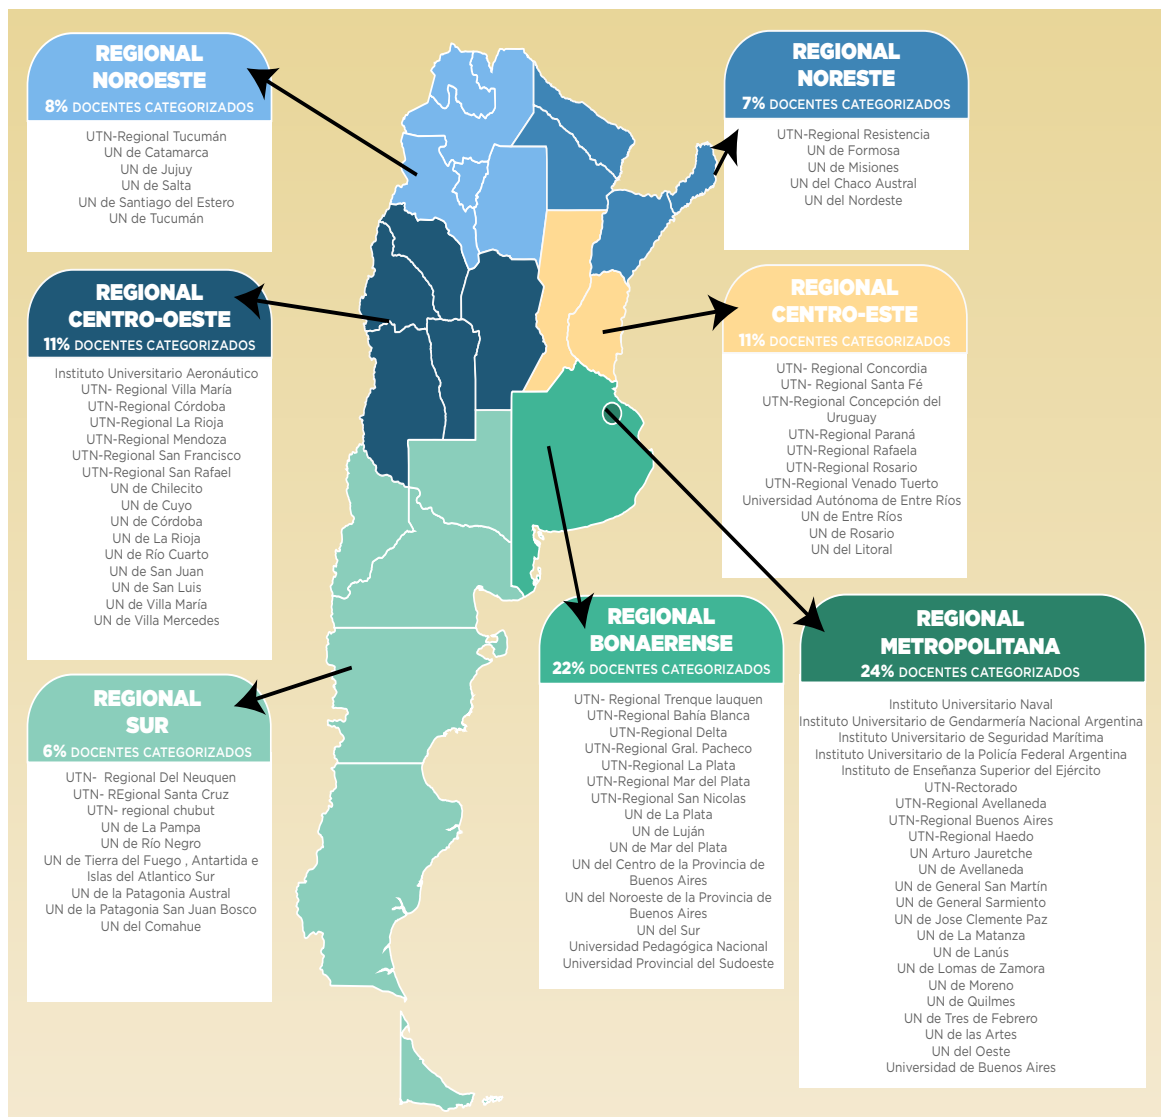 REGIONAL
NOROESTE
8% DOCENTES CATEGORIZADOS
UTN-Regional Tucumán
UN de Catamarca
UN de Jujuy
UN de Salta
UN de Santiago del Estero
UN de Tucumán
REGIONAL
NORESTE
7% DOCENTES CATEGORIZADOS
UTN-Regional Resistencia
UN de Formosa
UN de Misiones
UN del Chaco Austral
UN del Nordeste
REGIONAL
CENTRO-OESTE
11% DOCENTES CATEGORIZADOS
Instituto Universitario Aeronáutico
UTN- Regional Villa María
UTN-Regional Córdoba
UTN-Regional La Rioja
UTN-Regional Mendoza
UTN-Regional San Francisco
UTN-Regional San Rafael
UN de Chilecito
UN de Cuyo
UN de Córdoba
UN de La Rioja
UN de Río Cuarto
UN de San Juan
UN de San Luis
UN de Villa María
UN de Villa Mercedes
REGIONAL
CENTRO-ESTE
11% DOCENTES CATEGORIZADOS
UTN- Regional Concordia
UTN- Regional Santa Fé
UTN-Regional Concepción del
Uruguay
UTN-Regional Paraná
UTN-Regional Rafaela
UTN-Regional Rosario
UTN-Regional Venado Tuerto
Universidad Autónoma de Entre Ríos
UN de Entre Ríos
UN de Rosario
UN del Litoral
REGIONAL
SUR
6% DOCENTES CATEGORIZADOS
UTN-  Regional Del Neuquen
UTN- REgional Santa Cruz
UTN- regional chubut
UN de La Pampa
UN de Río Negro
UN de Tierra del Fuego , Antartida e
Islas del Atlantico Sur
UN de la Patagonia Austral
UN de la Patagonia San Juan Bosco
UN del Comahue
REGIONAL
BONAERENSE
22% DOCENTES CATEGORIZADOS
UTN- Regional Trenque lauquen
UTN-Regional Bahía Blanca
UTN-Regional Delta
UTN-Regional Gral. Pacheco
UTN-Regional La Plata
UTN-Regional Mar del Plata
UTN-Regional San Nicolas
UN de La Plata
UN de Luján
UN de Mar del Plata
UN del Centro de la Provincia de
Buenos Aires
UN del Noroeste de la Provincia de
Buenos Aires
UN del Sur
Universidad Pedagógica Nacional
Universidad Provincial del Sudoeste
REGIONAL
METROPOLITANA
24% DOCENTES CATEGORIZADOS
Instituto Universitario Naval
Instituto Universitario de Gendarmería Nacional Argentina
Instituto Universitario de Seguridad Marítima
Instituto Universitario de la Policía Federal Argentina
Instituto de Enseñanza Superior del Ejército
UTN-Rectorado
UTN-Regional Avellaneda
UTN-Regional Buenos Aires
UTN-Regional Haedo
UN Arturo Jauretche
UN de Avellaneda
UN de General San Martín
UN de General Sarmiento
UN de Jose Clemente Paz
UN de La Matanza
UN de Lanús
UN de Lomas de Zamora
UN de Moreno
UN de Quilmes
UN de Tres de Febrero
UN de las Artes
UN del Oeste
Universidad de Buenos Aires